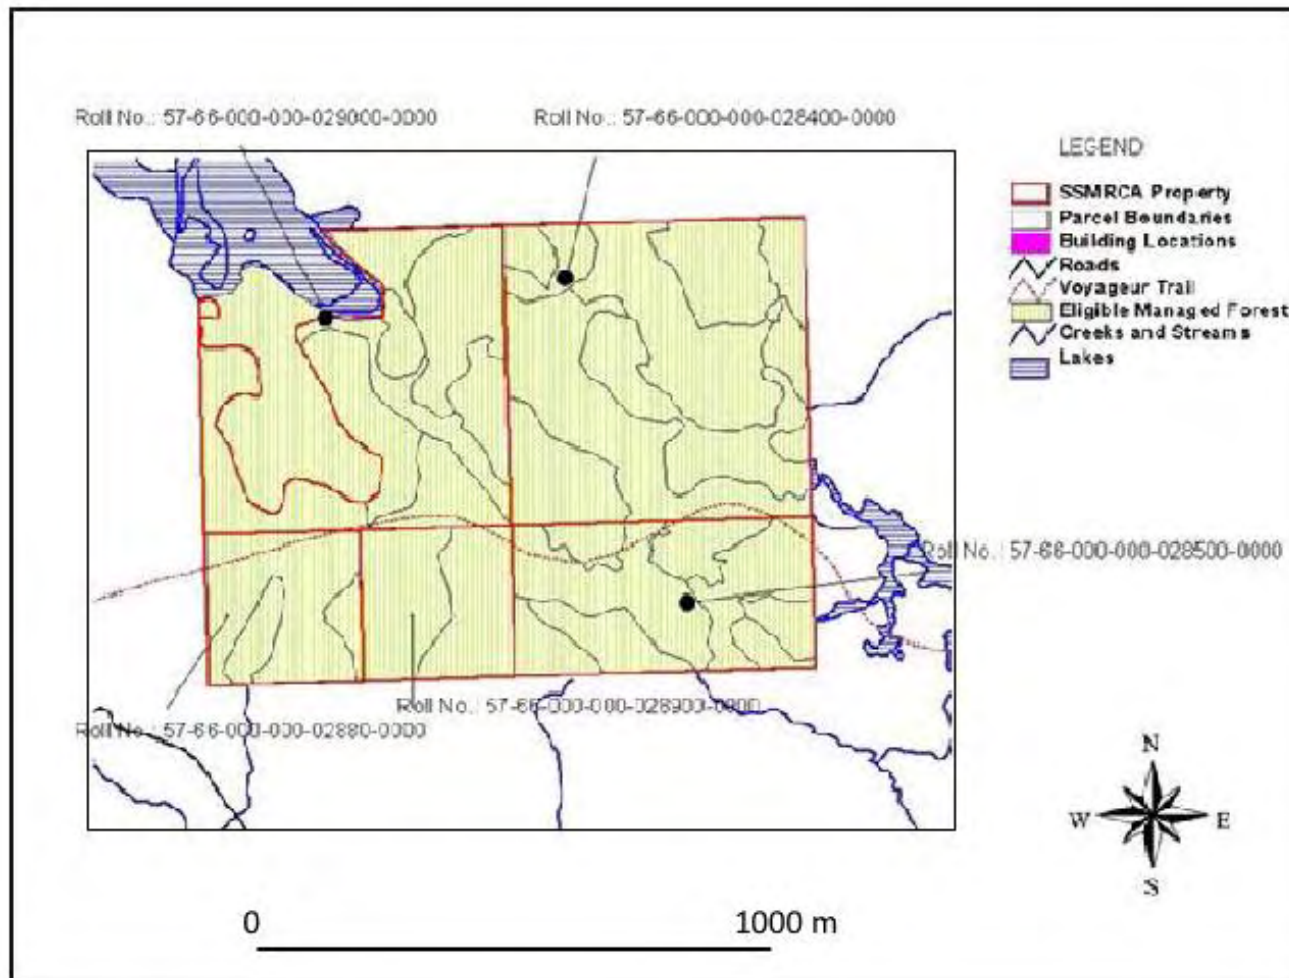 Roll No.: 57-66-000-000-029000-0000
Roll No.: 57-66-000-000-028400-0000
LEGEND
SSMRCA Property
Parcel Boundaries
Building Locations
Roads
Voyageur Trail
Eligible Managed Forest
Creeks and Streams
Lakes
Roll No.: 57-66-000-000-028500-0000
Roll No.: 57-66-000-000-028900-0000
Roll No.: 57-66-000-000-02880-0000
N
W E
S
0 1000 m